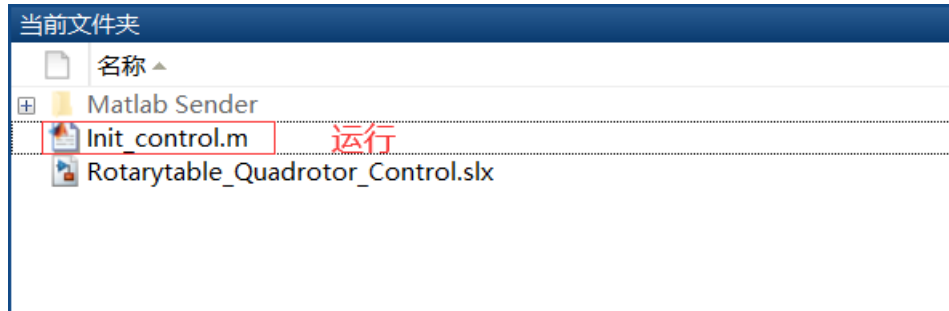 当前文件夹
名称
Matlab Sender
Init_control.m 运行
Rotarytable_Quadrotor_Control.slx